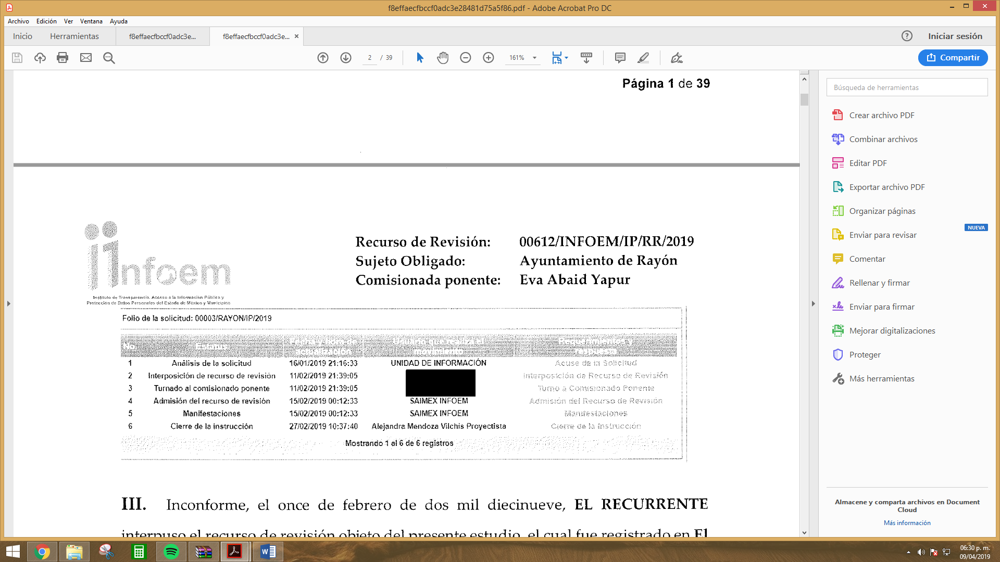 f8effaecfbccf0adc3e28481d75a5f86.pdf - Adobe Acrobat Pro DC
Archivo Edición Ver Ventana Ayuda
Inicio Herramientas f8effaecfbccf0adc3e... f8effaecfbccf0adc3e... × ? Iniciar sesión
2 / 39 161% Compartir
Página 1 de 39
infoem
Instituto de Transparencia, Acceso a la Información Pública y
Protección de Datos Personales del Estado de México y Municipios
Recurso de Revisión: 00612/INFOEM/IP/RR/2019
Sujeto Obligado: Ayuntamiento de Rayón
Comisionada ponente: Eva Abaid Yapur
Folio de la solicitud: 00003/RAYON/IP/2019
No. Estatus Fecha y hora de actualización Usuario que realiza el movimiento Requerimientos y respuesta
1 Análisis de la solicitud 16/01/2019 21:16:33 UNIDAD DE INFORMACIÓN Acuse de la Solicitud
2 Interposición de recurso de revisión 11/02/2019 21:39:05 Interposición de Recurso de Revisión
3 Turnado al comisionado ponente 11/02/2019 21:39:05 Turno a Comisionado Ponente
4 Admisión del recurso de revisión 15/02/2019 00:12:33 SAIMEX INFOEM Admisión del Recurso de Revisión
5 Manifestaciones 15/02/2019 00:12:33 SAIMEX INFOEM Manifestaciones
6 Cierre de la instrucción 27/02/2019 10:37:40 Alejandra Mendoza Vilchis Proyectista Cierre de la Instrucción
Mostrando 1 al 6 de 6 registros
III. Inconforme, el once de febrero de dos mil diecinueve, EL RECURRENTE
interpuso el recurso de revisión objeto del presente estudio, el cual fue registrado en El
Búsqueda de herramientas
Crear archivo PDF
Combinar archivos
Editar PDF
Exportar archivo PDF
Organizar páginas
NUEVA
Enviar para revisar
Comentar
Rellenar y firmar
Enviar para firmar
Mejorar digitalizaciones
Proteger
Más herramientas
Almacene y comparta archivos en Document
Cloud
Más información
06:30 p. m.
09/04/2019